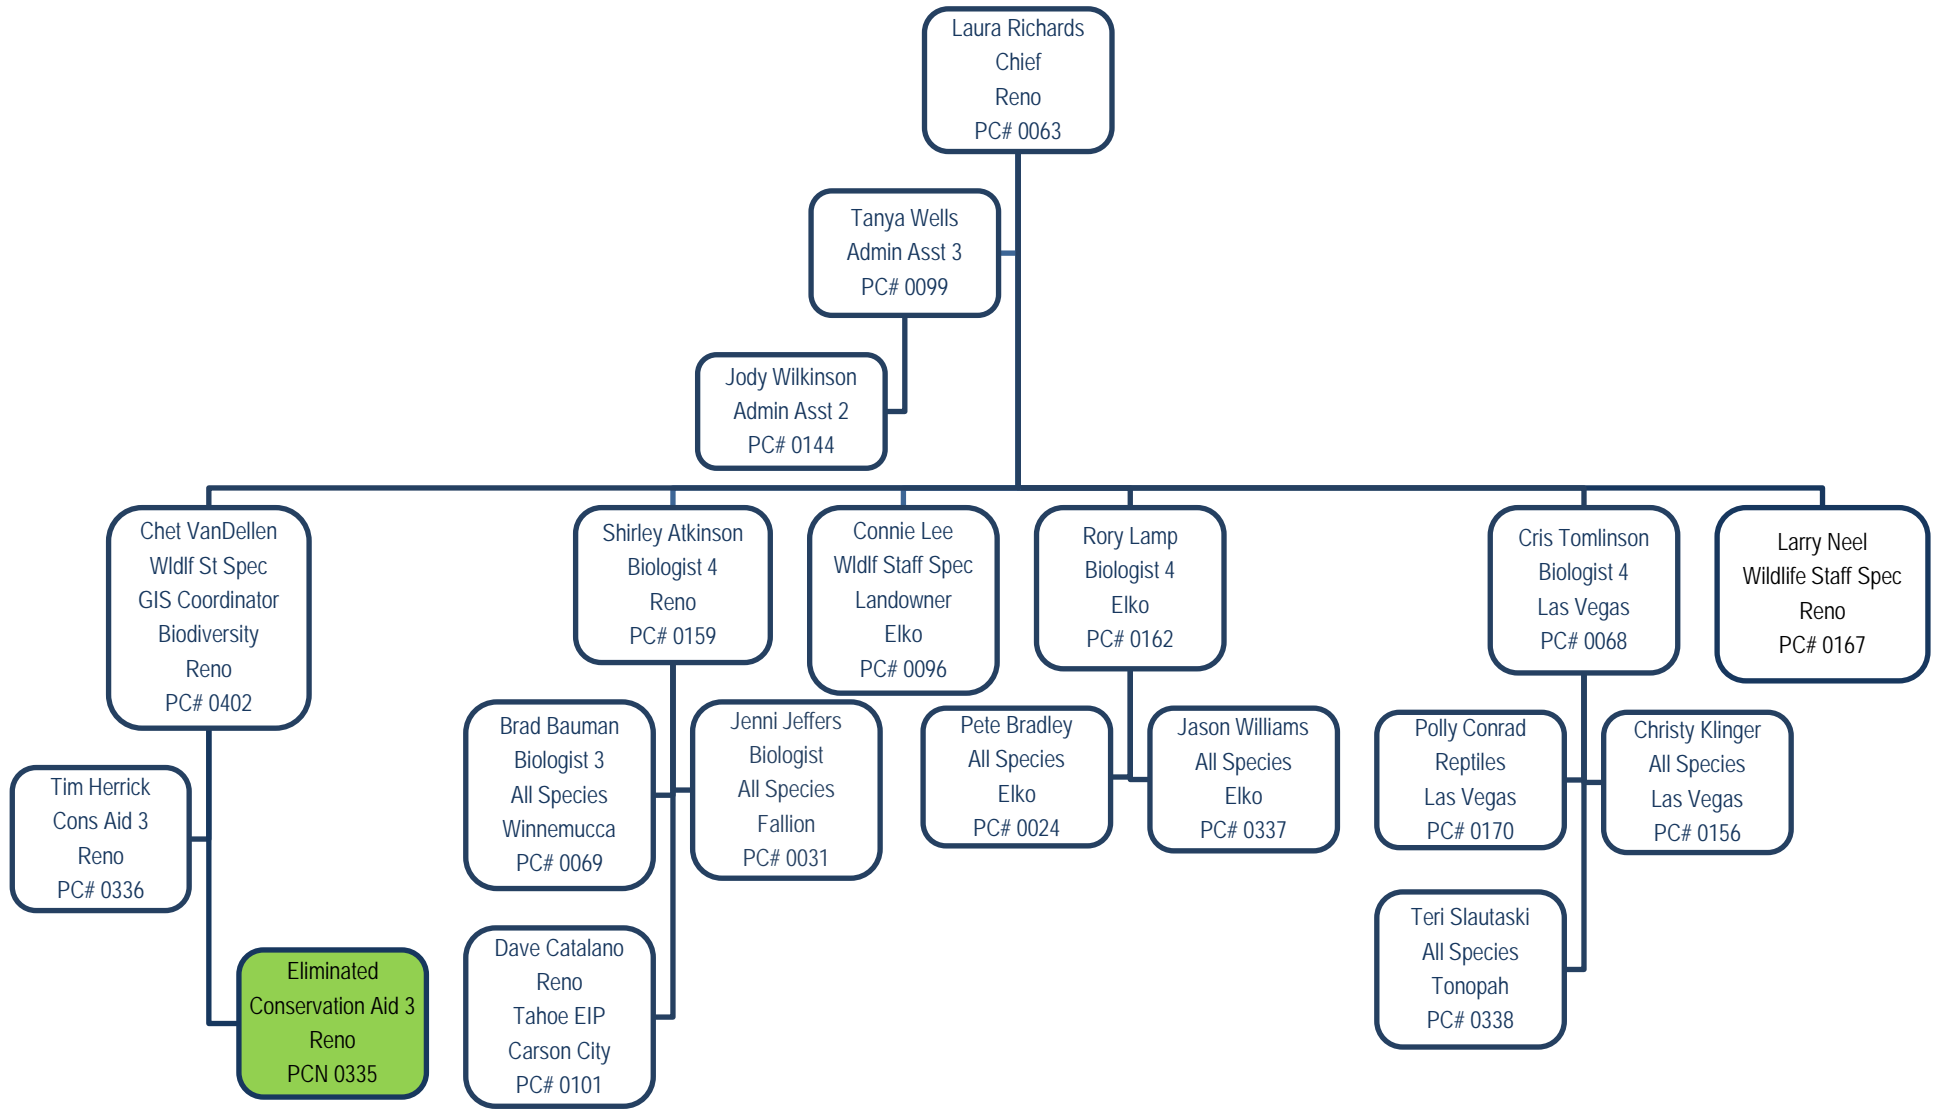 Laura Richards
Chief
Reno
PC# 0063
Tanya Wells
Admin Asst 3
PC# 0099
Jody Wilkinson
Admin Asst 2
PC# 0144
Chet VanDellen
Wldlf St Spec
GIS Coordinator
Biodiversity
Reno
PC# 0402
Shirley Atkinson
Biologist 4
Reno
PC# 0159
Connie Lee
Wldlf Staff Spec
Landowner
Elko
PC# 0096
Rory Lamp
Biologist 4
Elko
PC# 0162
Cris Tomlinson
Biologist 4
Las Vegas
PC# 0068
Larry Neel
Wildlife Staff Spec
Reno
PC# 0167
Tim Herrick
Cons Aid 3
Reno
PC# 0336
Brad Bauman
Biologist 3
All Species
Winnemucca
PC# 0069
Jenni Jeffers
Biologist
All Species
Fallion
PC# 0031
Pete Bradley
All Species
Elko
PC# 0024
Jason Williams
All Species
Elko
PC# 0337
Polly Conrad
Reptiles
Las Vegas
PC# 0170
Christy Klinger
All Species
Las Vegas
PC# 0156
Eliminated
Conservation Aid 3
Reno
PCN 0335
Dave Catalano
Reno
Tahoe EIP
Carson City
PC# 0101
Teri Slautaski
All Species
Tonopah
PC# 0338